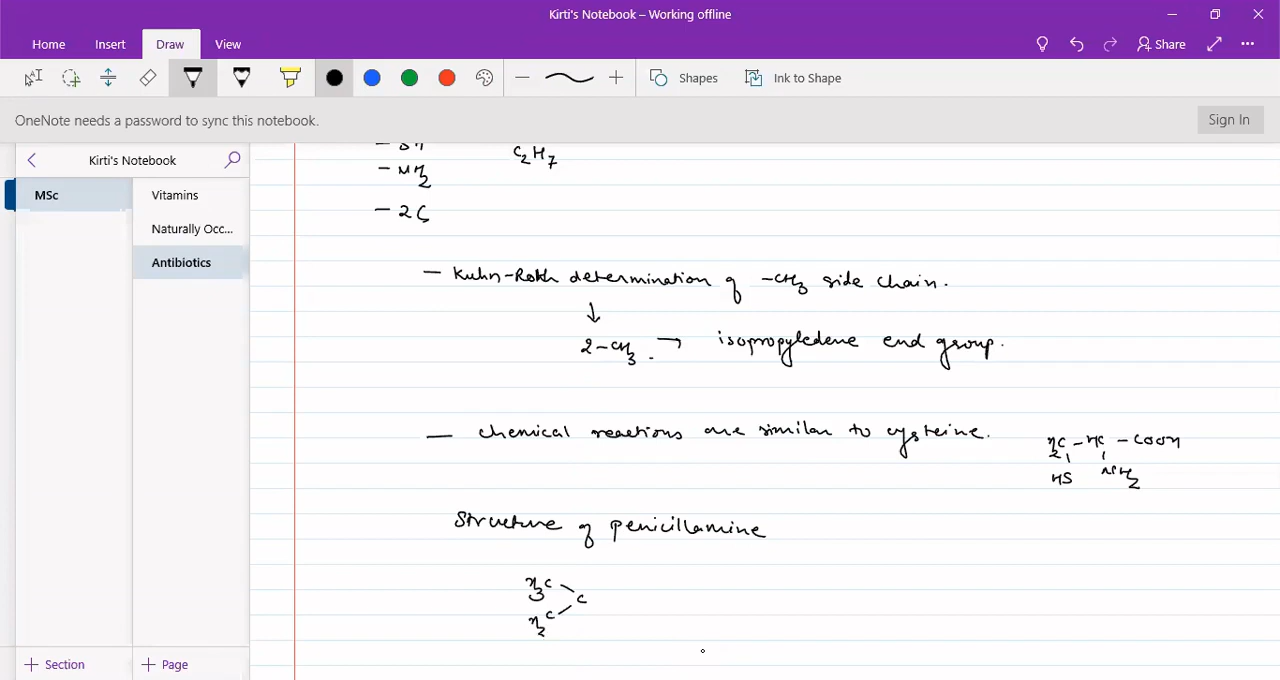 Kirti's Notebook – Working offline
Home Insert Draw View
Share
Shapes Ink to Shape
OneNote needs a password to sync this notebook.
Sign In
Kirti's Notebook
MSc
Vitamins
Naturally Occ...
Antibiotics
- SH
C2H7
- NH2
- 2C
- Kuhn-Roth determination of -CH3 side chain.
↓
2-CH3. → isopropyledene end group.
- chemical reactions are similar to cysteine.
H2C - HC - COOH
HS NH2
Structure of penicillamine
H3C
C
H2C
+ Section
+ Page